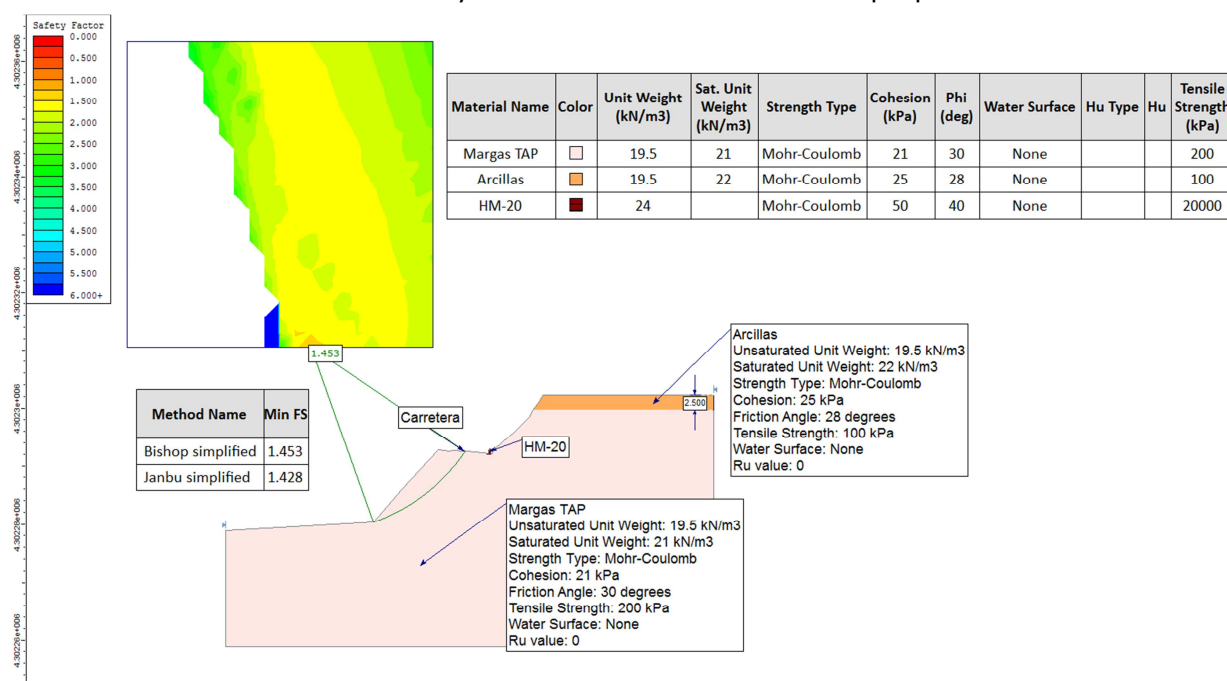 Safety Factor
0.000
0.500
1.000
1.500
2.000
2.500
3.000
3.500
4.000
4.500
5.000
5.500
6.000+
4.30236e+006
4.30234e+006
4.30232e+006
4.3023e+006
4.30228e+006
4.30226e+006
Material Name Color Unit Weight (kN/m3) Sat. Unit Weight (kN/m3) Strength Type Cohesion (kPa) Phi (deg) Water Surface Hu Type Hu Tensile Strength (kPa)
Margas TAP 19.5 21 Mohr-Coulomb 21 30 None 200
Arcillas 19.5 22 Mohr-Coulomb 25 28 None 100
HM-20 24 Mohr-Coulomb 50 40 None 20000
1.453
Method Name Min FS
Bishop simplified 1.453
Janbu simplified 1.428
Carretera
HM-20
2.500
Arcillas
Unsaturated Unit Weight: 19.5 kN/m3
Saturated Unit Weight: 22 kN/m3
Strength Type: Mohr-Coulomb
Cohesion: 25 kPa
Friction Angle: 28 degrees
Tensile Strength: 100 kPa
Water Surface: None
Ru value: 0
Margas TAP
Unsaturated Unit Weight: 19.5 kN/m3
Saturated Unit Weight: 21 kN/m3
Strength Type: Mohr-Coulomb
Cohesion: 21 kPa
Friction Angle: 30 degrees
Tensile Strength: 200 kPa
Water Surface: None
Ru value: 0